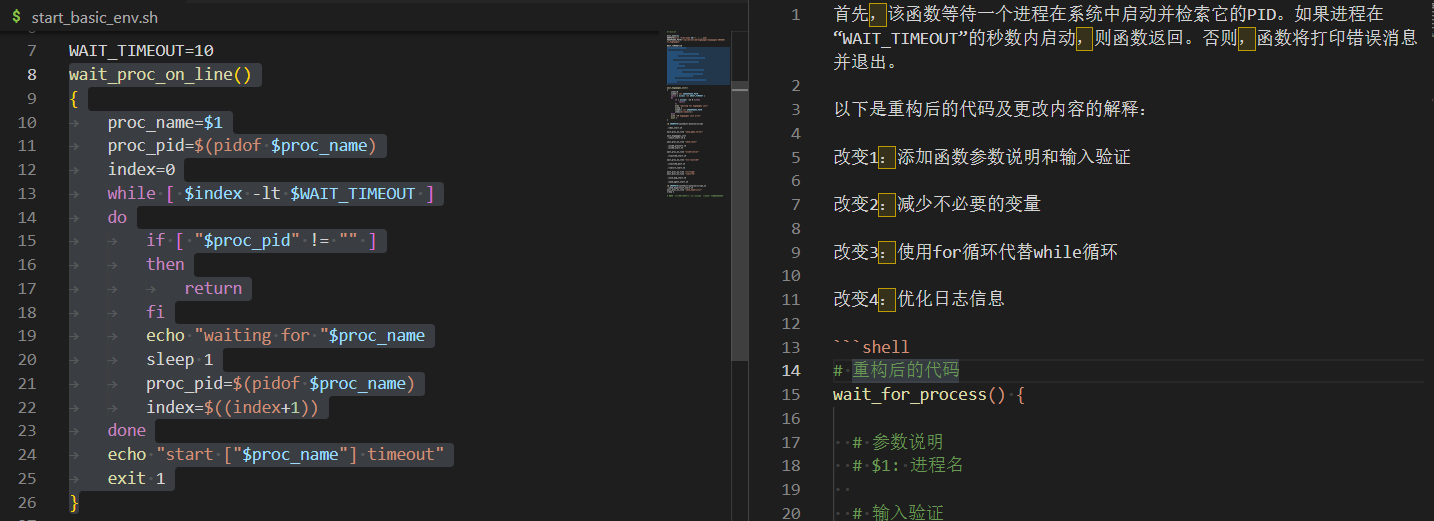 start_basic_env.sh
7 WAIT_TIMEOUT=10
8 wait_proc_on_line()
9 {
10 proc_name=$1
11 proc_pid=$(pidof $proc_name)
12 index=0
13 while [ $index -lt $WAIT_TIMEOUT ]
14 do
15 if [ "$proc_pid" != "" ]
16 then
17 return
18 fi
19 echo "waiting for "$proc_name
20 sleep 1
21 proc_pid=$(pidof $proc_name)
22 index=$((index+1))
23 done
24 echo "start ["$proc_name"] timeout"
25 exit 1
26 }
1 首先，该函数等待一个进程在系统中启动并检索它的PID。如果进程在
“WAIT_TIMEOUT”的秒数内启动，则函数返回。否则，函数将打印错误消息
并退出。
2
3 以下是重构后的代码及更改内容的解释：
4
5 改变1：添加函数参数说明和输入验证
6
7 改变2：减少不必要的变量
8
9 改变3：使用for循环代替while循环
10
11 改变4：优化日志信息
12
13 ```shell
14 # 重构后的代码
15 wait_for_process() {
16
17 # 参数说明
18 # $1: 进程名
19
20 # 输入验证